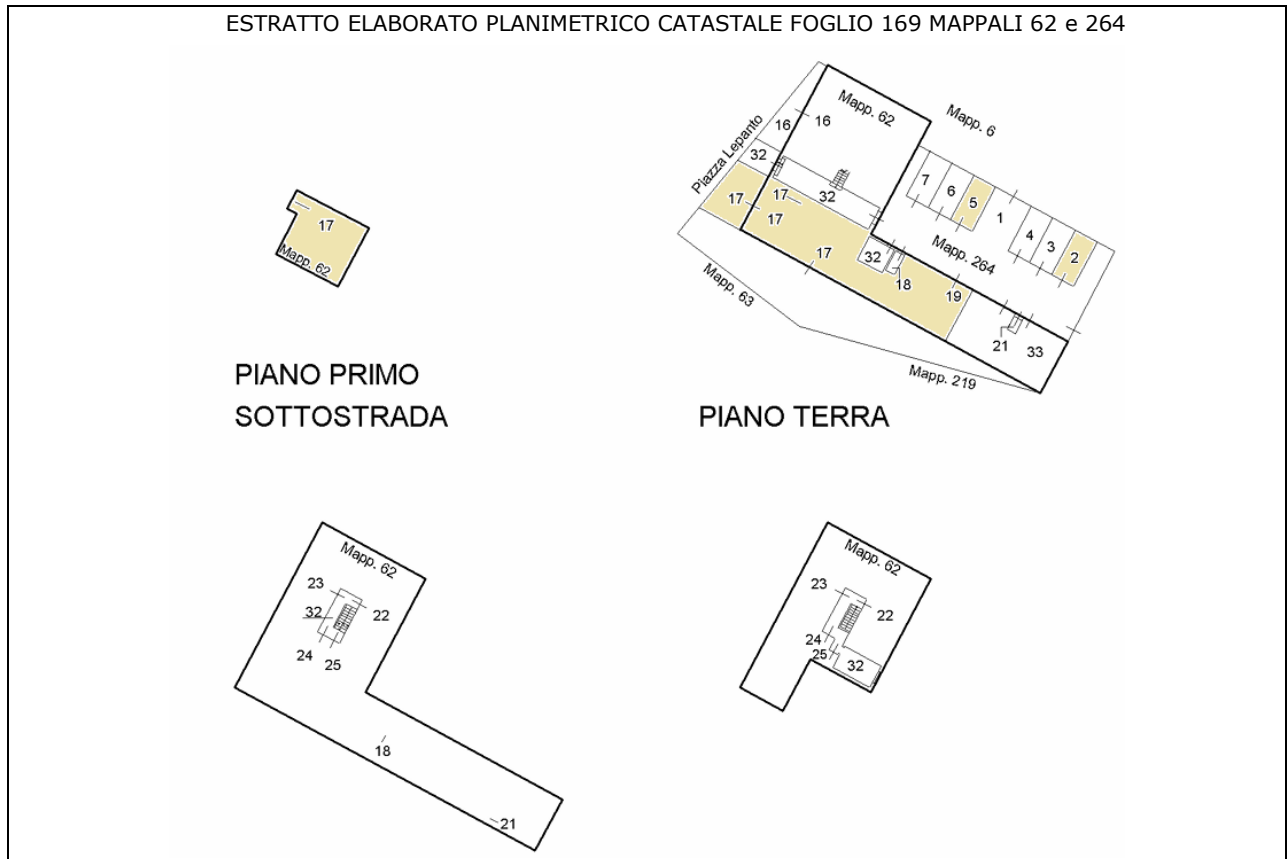 ESTRATTO ELABORATO PLANIMETRICO CATASTALE FOGLIO 169 MAPPALI 62 e 264
17
Mapp. 62
PIANO PRIMO
SOTTOSTRADA
Mapp. 62
Mapp. 6
Piazza Lepanto
16
16
32
32
17
17
17
17
32
18
19
7
6
5
1
4
3
2
Mapp. 264
21
33
Mapp. 63
Mapp. 219
PIANO TERRA
Mapp. 62
23
32
22
24
25
18
21
Mapp. 62
23
22
24
25
32